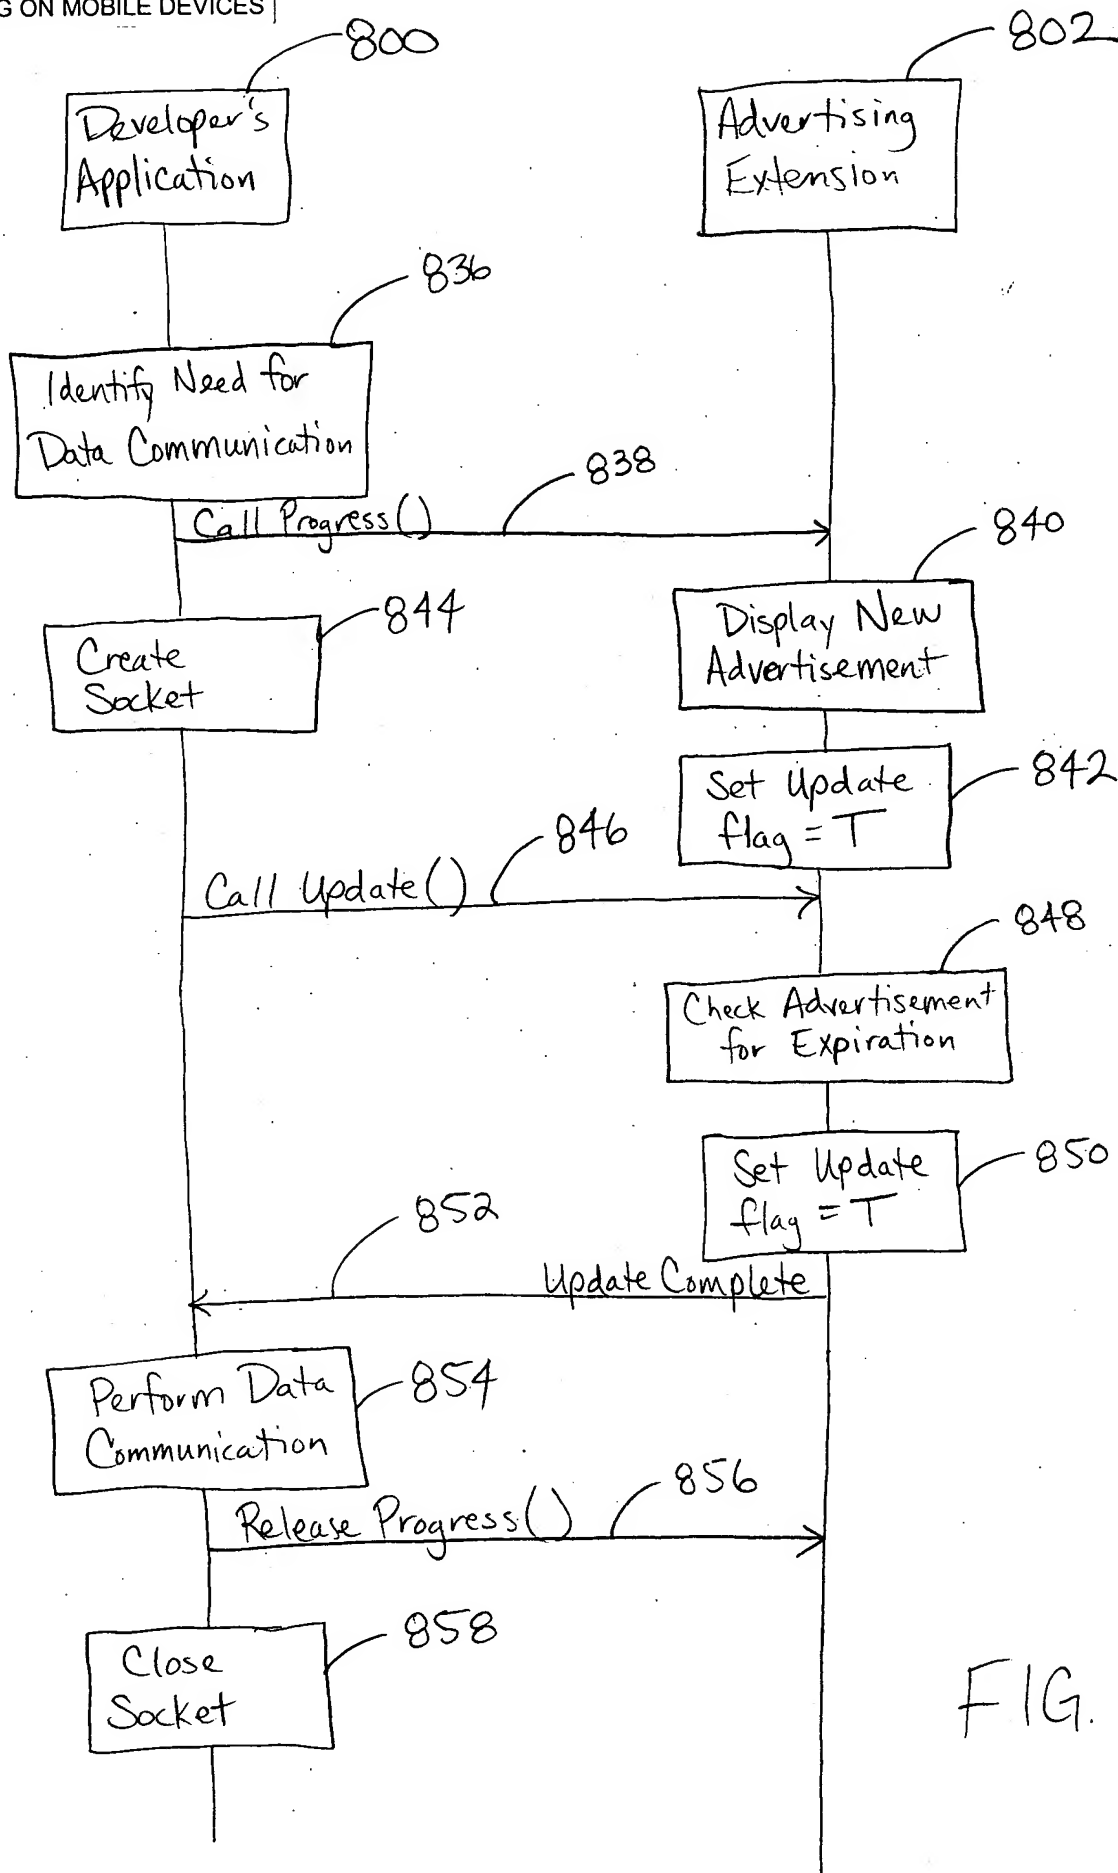 G ON MOBILE DEVICES
800
802
Developer's
Application
Advertising
Extension
836
Identify Need for
Data Communication
838
Call Progress()
840
844
Display New
Advertisement
Create
Socket
842
Set Update
flag = T
846
Call Update()
848
Check Advertisement
for Expiration
850
Set Update
flag = T
852
Update Complete
854
Perform Data
Communication
856
Release Progress()
858
Close
Socket
FIG.